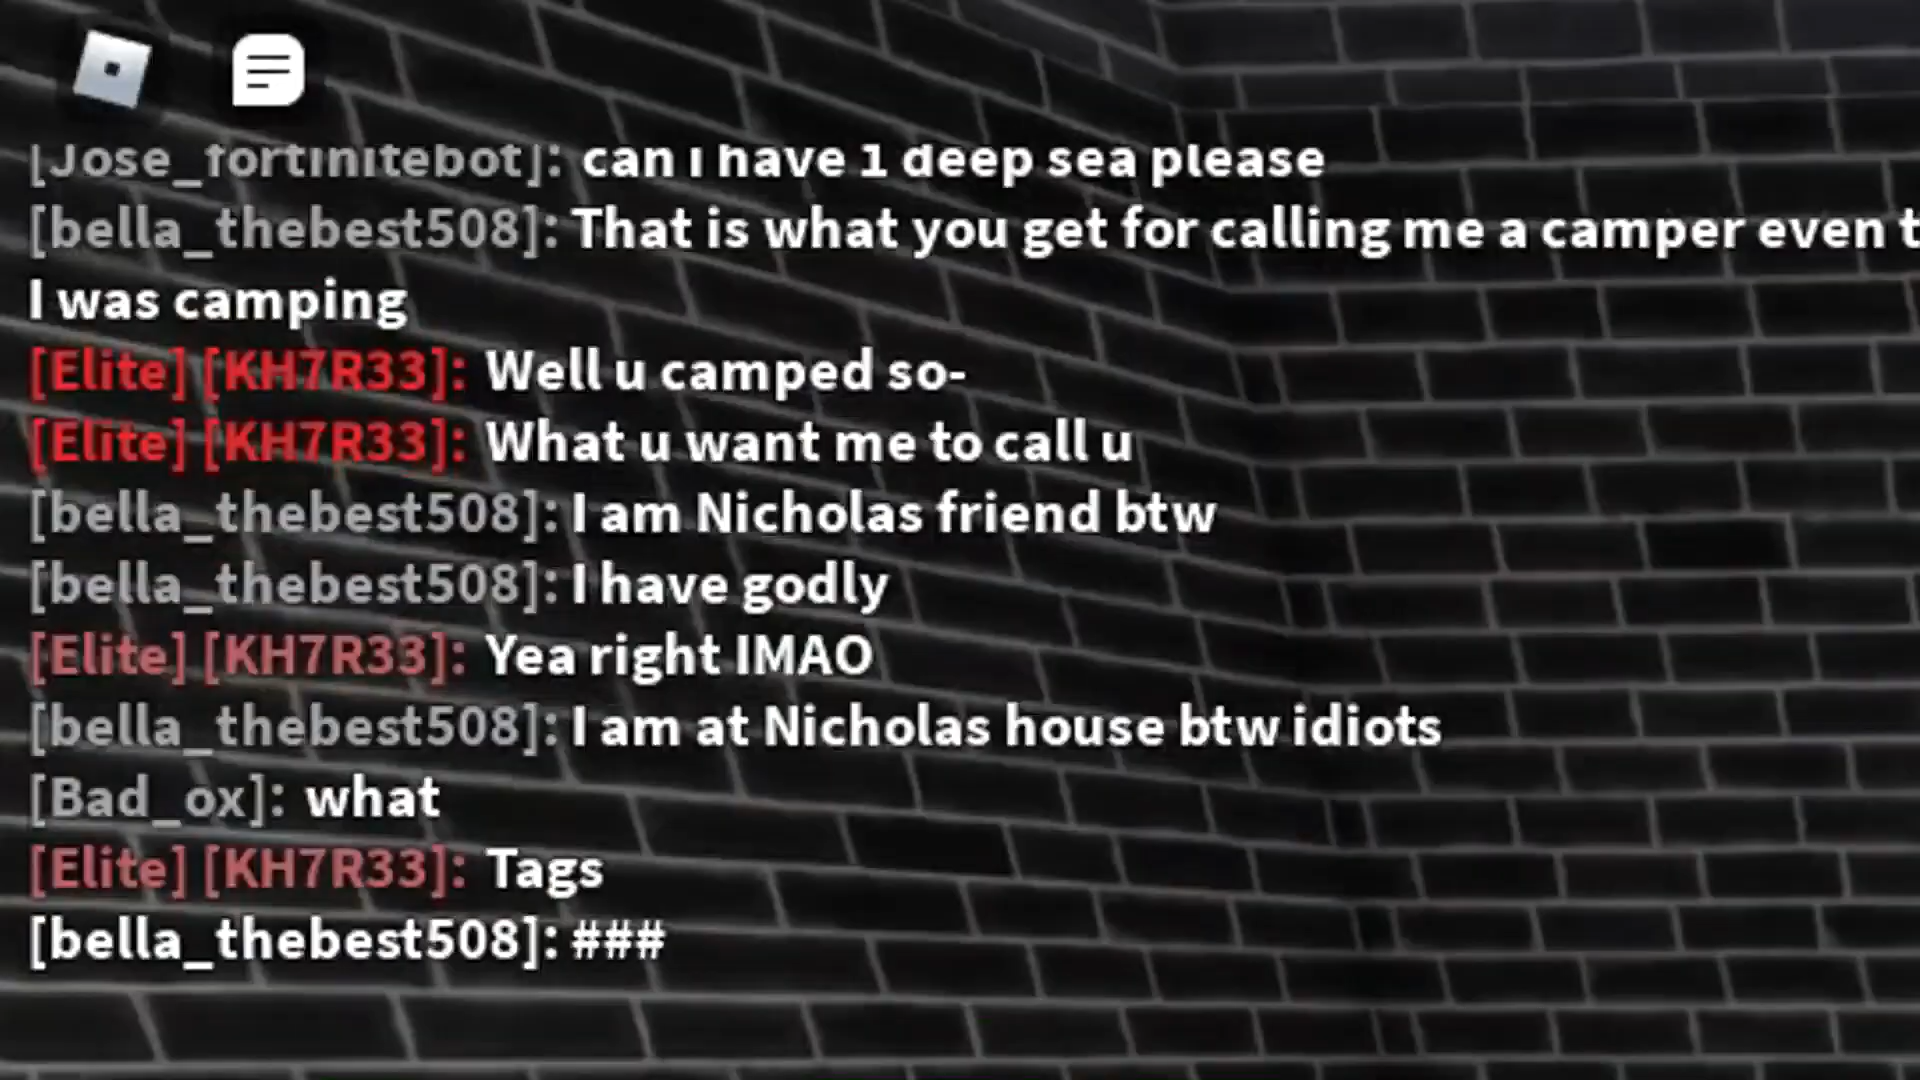 [Jose_fortinitebot]: can i have 1 deep sea please
[bella_thebest508]: That is what you get for calling me a camper even
I was camping
[Elite] [KH7R33]: Well u camped so-
[Elite] [KH7R33]: What u want me to call u
[bella_thebest508]: I am Nicholas friend btw
[bella_thebest508]: I have godly
[Elite] [KH7R33]: Yea right lMAO
[bella_thebest508]: I am at Nicholas house btw idiots
[Bad_ox]: what
[Elite] [KH7R33]: Tags
[bella_thebest508]: ###